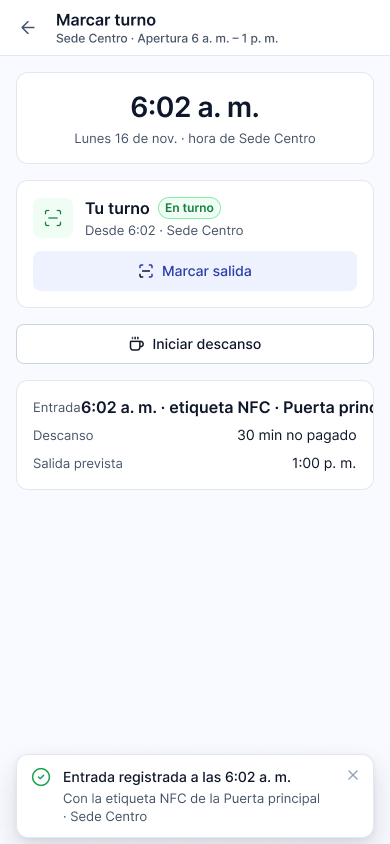 Marcar turno
Sede Centro · Apertura 6 a. m. – 1 p. m.
6:02 a. m.
Lunes 16 de nov. · hora de Sede Centro
Tu turno En turno
Desde 6:02 · Sede Centro
Marcar salida
Iniciar descanso
Entrada 6:02 a. m. · etiqueta NFC · Puerta princ
Descanso 30 min no pagado
Salida prevista 1:00 p. m.
Entrada registrada a las 6:02 a. m.
Con la etiqueta NFC de la Puerta principal
· Sede Centro